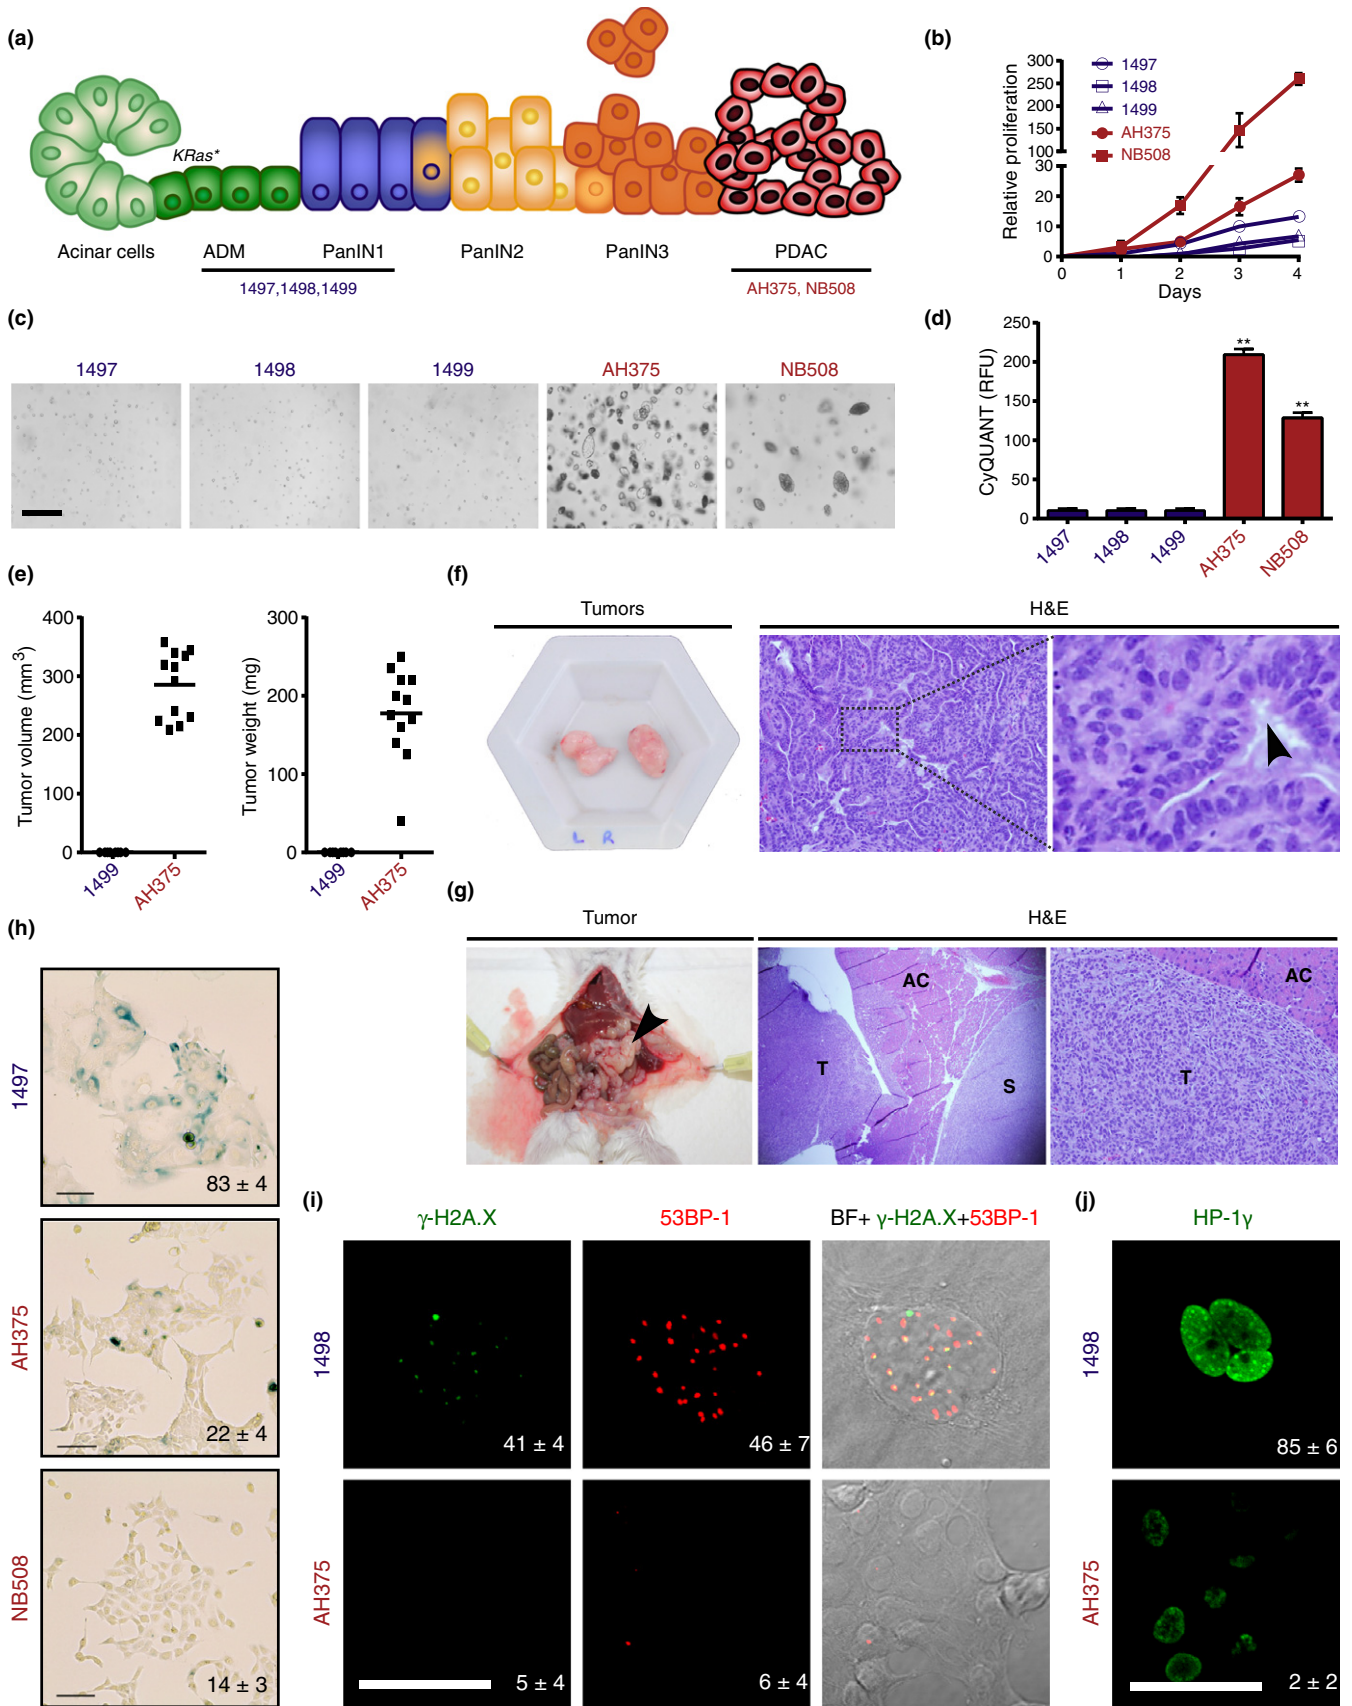 (a)
KRas*
Acinar cells
ADM
PanIN1
PanIN2
PanIN3
PDAC
1497,1498,1499
AH375, NB508
(b)
Relative proliferation
300
250
200
150
100
30
20
10
0
0 1 2 3 4
Days
1497
1498
1499
AH375
NB508
(c)
1497
1498
1499
AH375
NB508
(d)
CyQUANT (RFU)
250
200
150
100
50
0
**
**
1497
1498
1499
AH375
NB508
(e)
Tumor volume (mm3)
400
300
200
100
0
1499
AH375
Tumor weight (mg)
300
200
100
0
1499
AH375
(f)
Tumors
H&E
L R
(g)
Tumor
H&E
AC
T
S
AC
T
(h)
1497
83 ± 4
AH375
22 ± 4
NB508
14 ± 3
(i)
γ-H2A.X
53BP-1
BF+ γ-H2A.X+53BP-1
1498
41 ± 4
46 ± 7
AH375
5 ± 4
6 ± 4
(j)
HP-1γ
1498
85 ± 6
AH375
2 ± 2